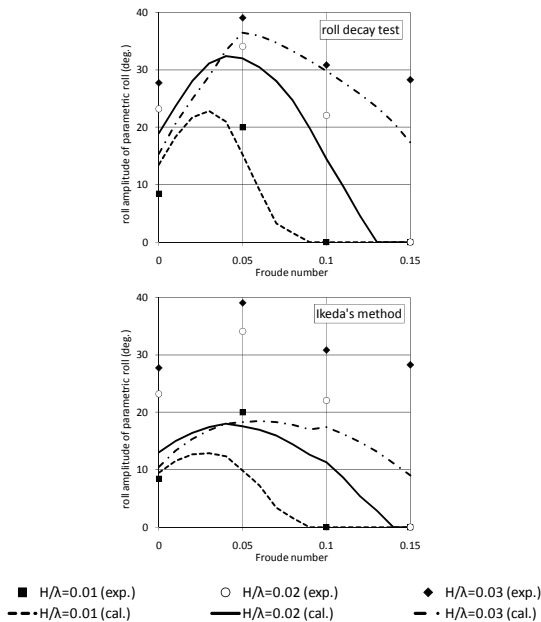 roll decay test
roll amplitude of parametric roll (deg.)
40
30
20
10
0
0
0.05
0.1
0.15
Froude number
Ikeda's method
roll amplitude of parametric roll (deg.)
40
30
20
10
0
0
0.05
0.1
0.15
Froude number
H/λ=0.01 (exp.)
H/λ=0.02 (exp.)
H/λ=0.03 (exp.)
H/λ=0.01 (cal.)
H/λ=0.02 (cal.)
H/λ=0.03 (cal.)